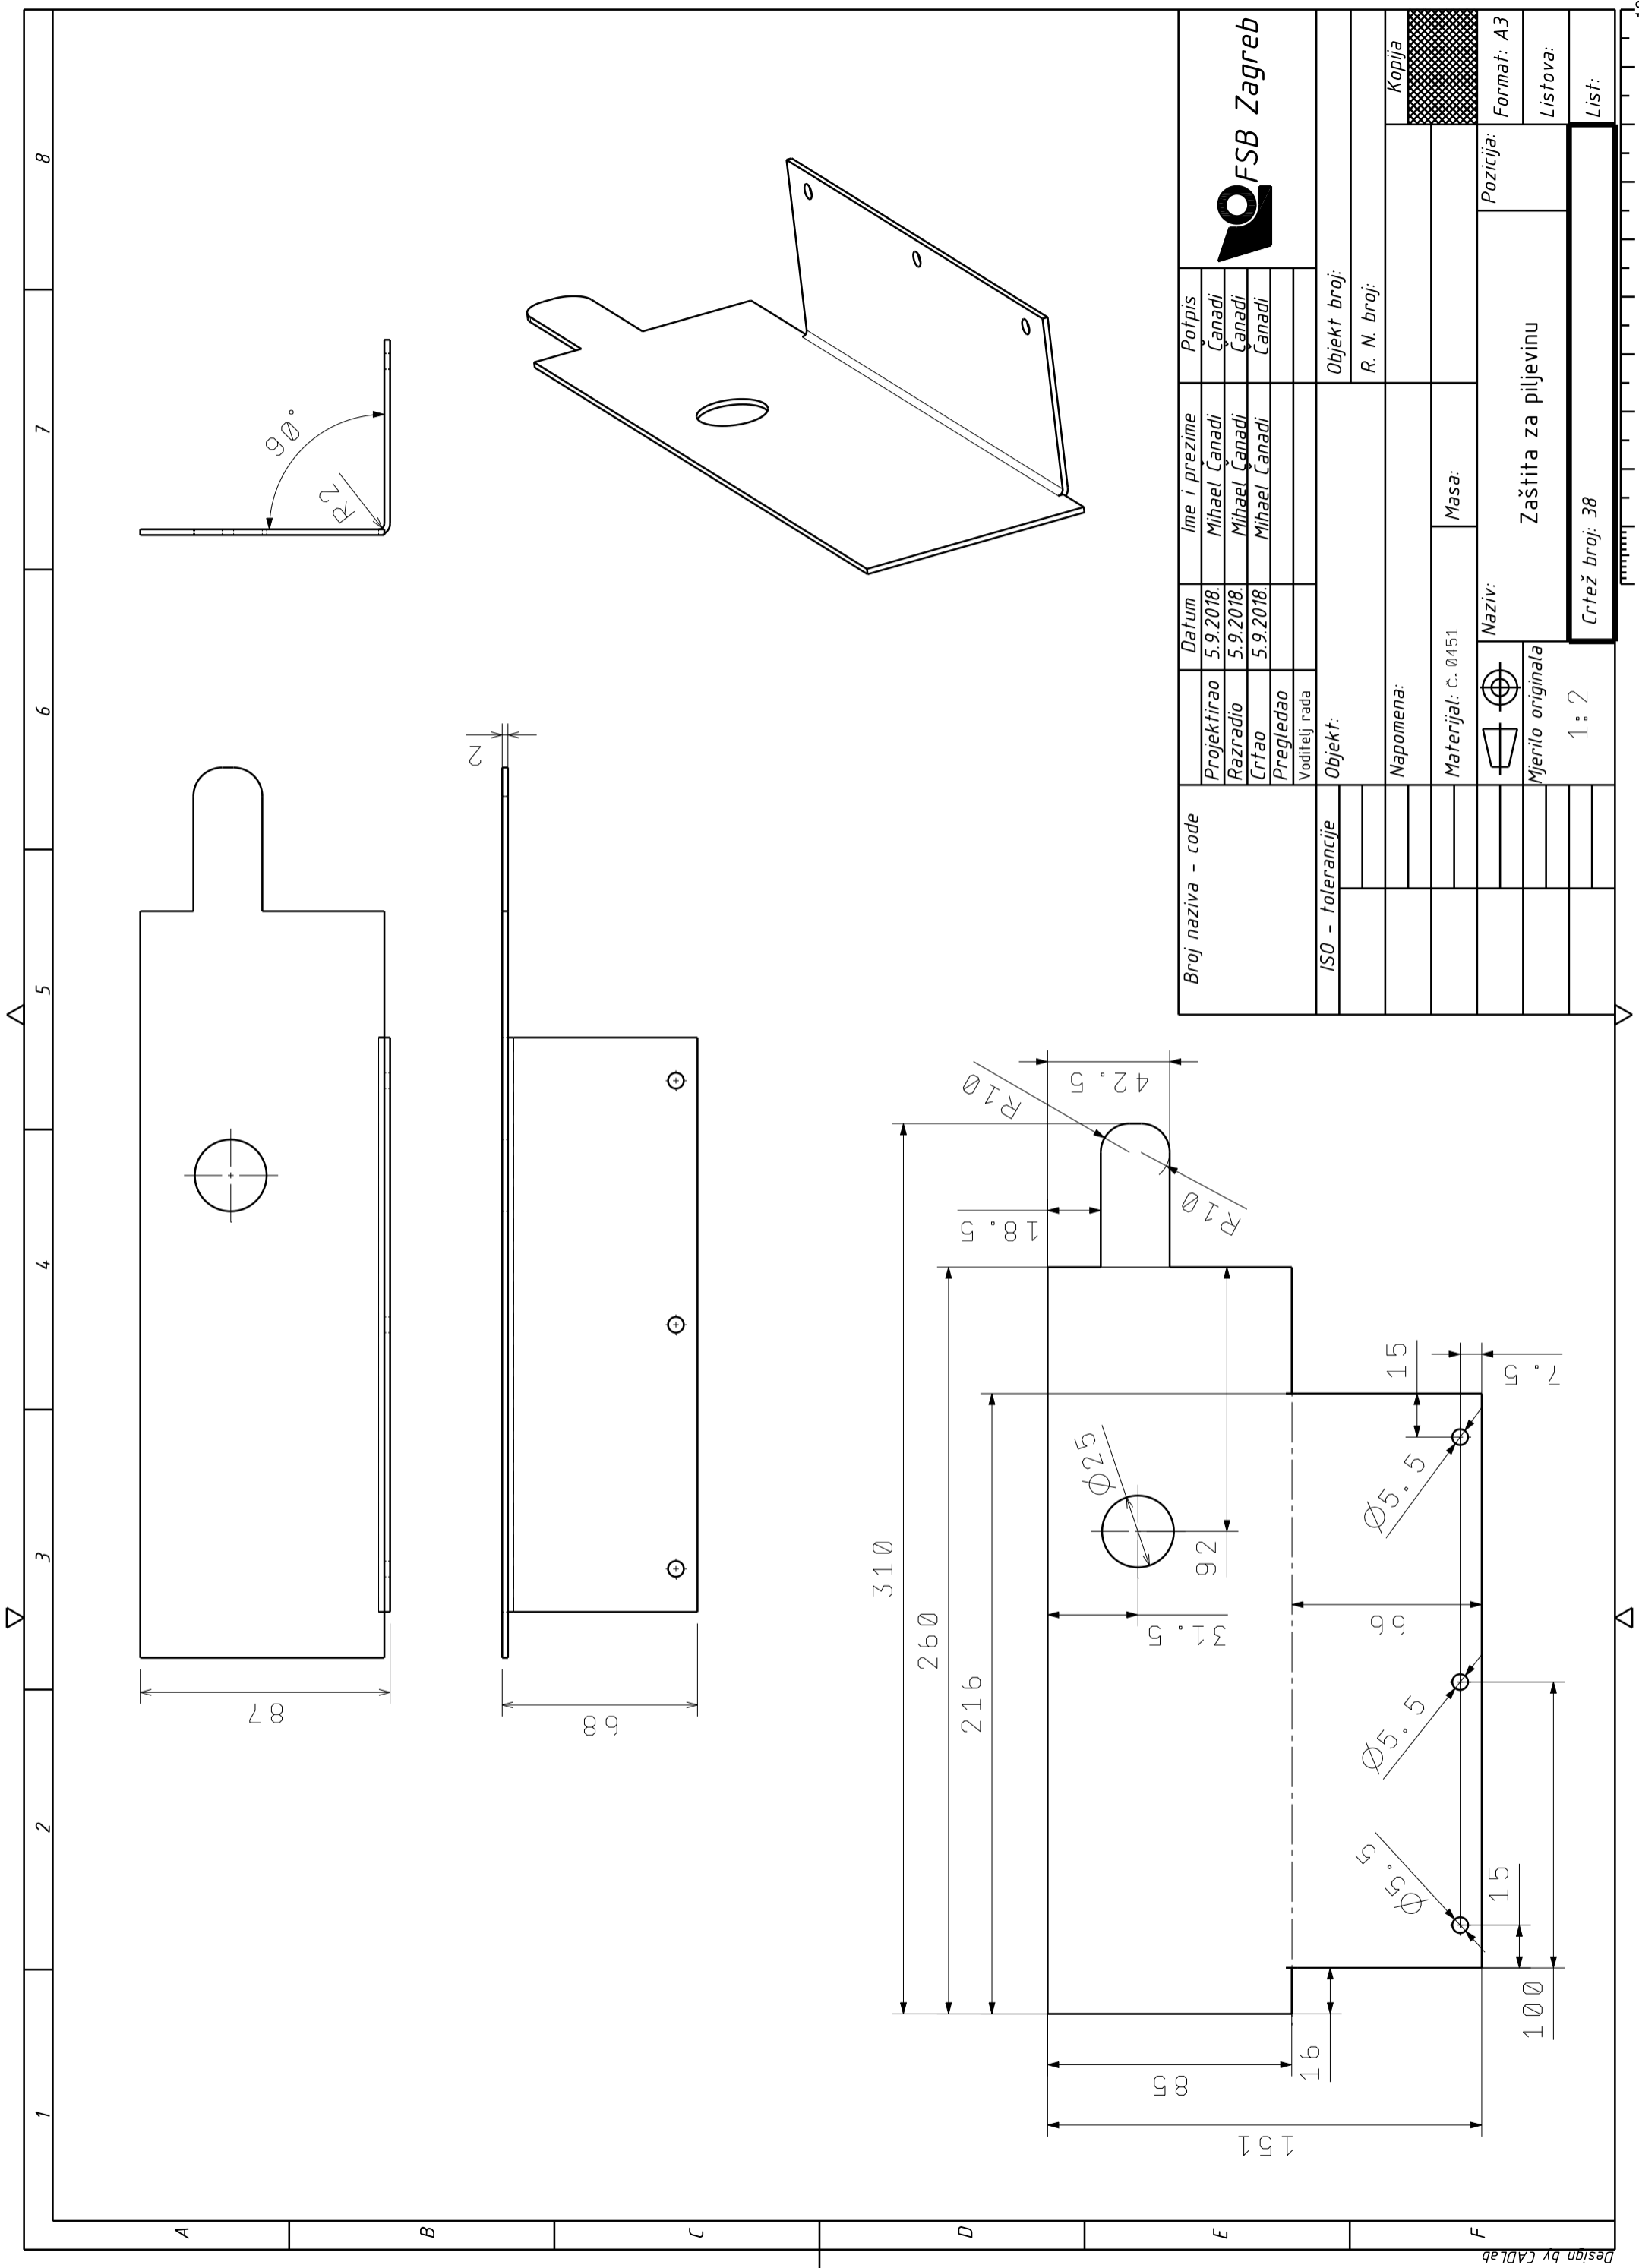 1
2
3
4
5
6
7
8
A
B
C
D
E
F
87
90°
R2
68
2
310
260
216
R10
42.5
18.5
R10
Ø25
31.5
92
66
15
7.5
Ø5.5
Ø5.5
Ø5.5
15
100
16
85
151
Design by CADLab
Broj naziva - code
Datum
Ime i prezime
Potpis
FSB Zagreb
Projektirao
5.9.2018.
Mihael Čanadi
Čanadi
Razradio
5.9.2018.
Mihael Čanadi
Čanadi
Crtao
5.9.2018.
Mihael Čanadi
Čanadi
Pregledao
Voditelj rada
ISO - tolerancije
Objekt:
Objekt broj:
R. N. broj:
Napomena:
Kopija
Materijal: Č.0451
Masa:
Naziv:
Zaštita za piljevinu
Pozicija:
Format: A3
Mjerilo originala
1:2
Listova:
Crtež broj: 38
List: